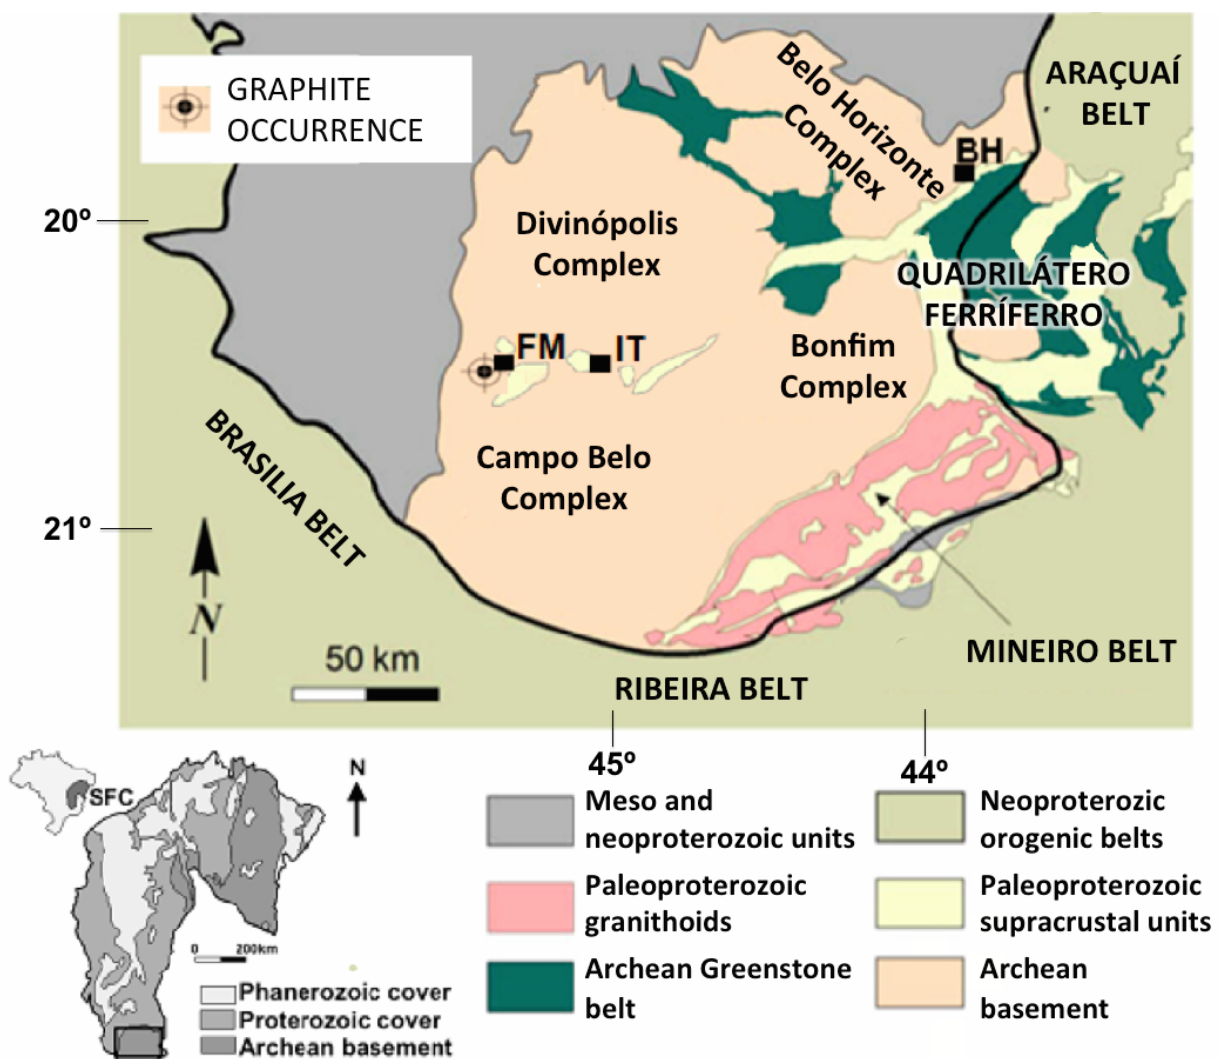 GRAPHITE
OCCURRENCE
Belo Horizonte
Complex
ARAÇUAÍ
BELT
BH
20º
Divinópolis
Complex
QUADRILÁTERO
FERRÍFERRO
FM
IT
Bonfim
Complex
BRASILIA BELT
Campo Belo
Complex
21º
N
50 km
MINEIRO BELT
RIBEIRA BELT
45º
44º
SFC
N
0 200km
Phanerozoic cover
Proterozoic cover
Archean basement
Meso and
neoproterozoic units
Paleoproterozoic
granithoids
Archean Greenstone
belt
Neoproterozic
orogenic belts
Paleoproterozoic
supracrustal units
Archean
basement